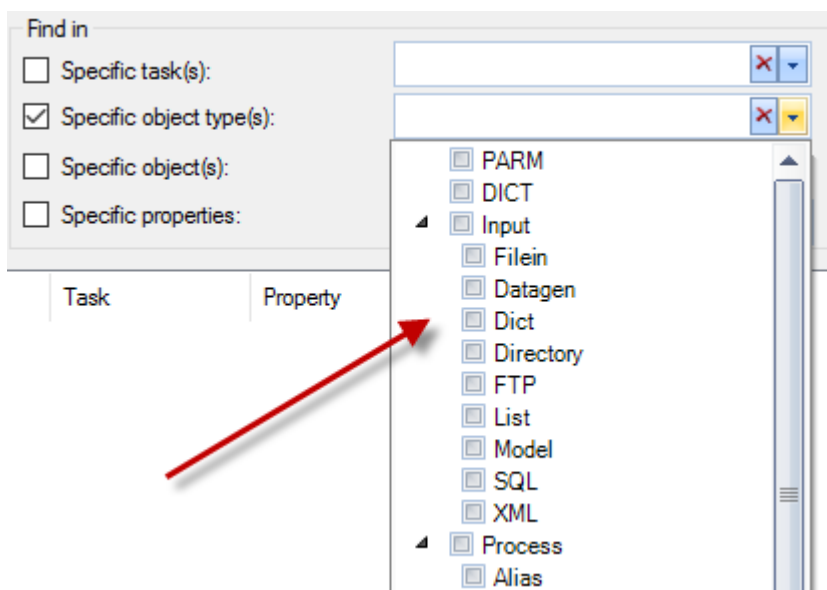 Find in
Specific task(s):
Specific object type(s):
Specific object(s):
Specific properties:
PARM
DICT
Input
Filein
Datagen
Dict
Directory
FTP
List
Model
SQL
XML
Process
Alias
Task Property